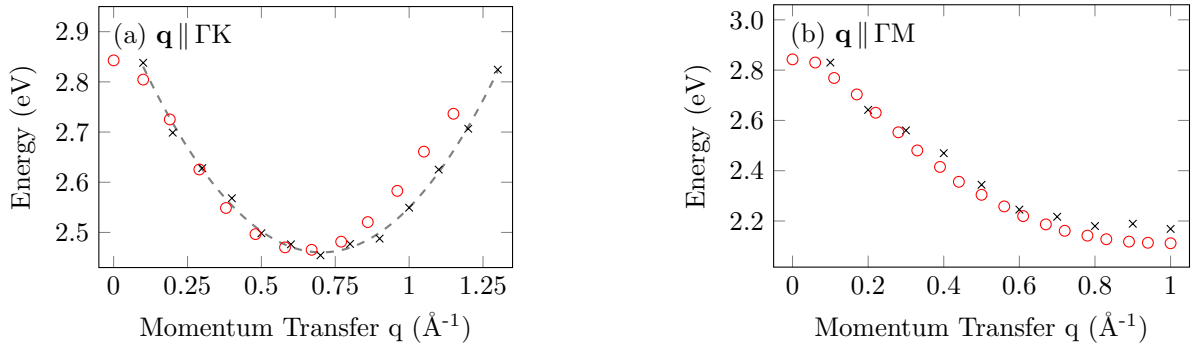 (a) q ∥ ΓK
Energy (eV)
2.9
2.8
2.7
2.6
2.5
0 0.25 0.5 0.75 1 1.25
Momentum Transfer q (Å⁻¹)
(b) q ∥ ΓM
Energy (eV)
3.0
2.8
2.6
2.4
2.2
0 0.2 0.4 0.6 0.8 1
Momentum Transfer q (Å⁻¹)